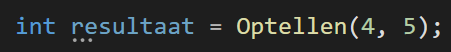 int resultaat = Optellen(4, 5);